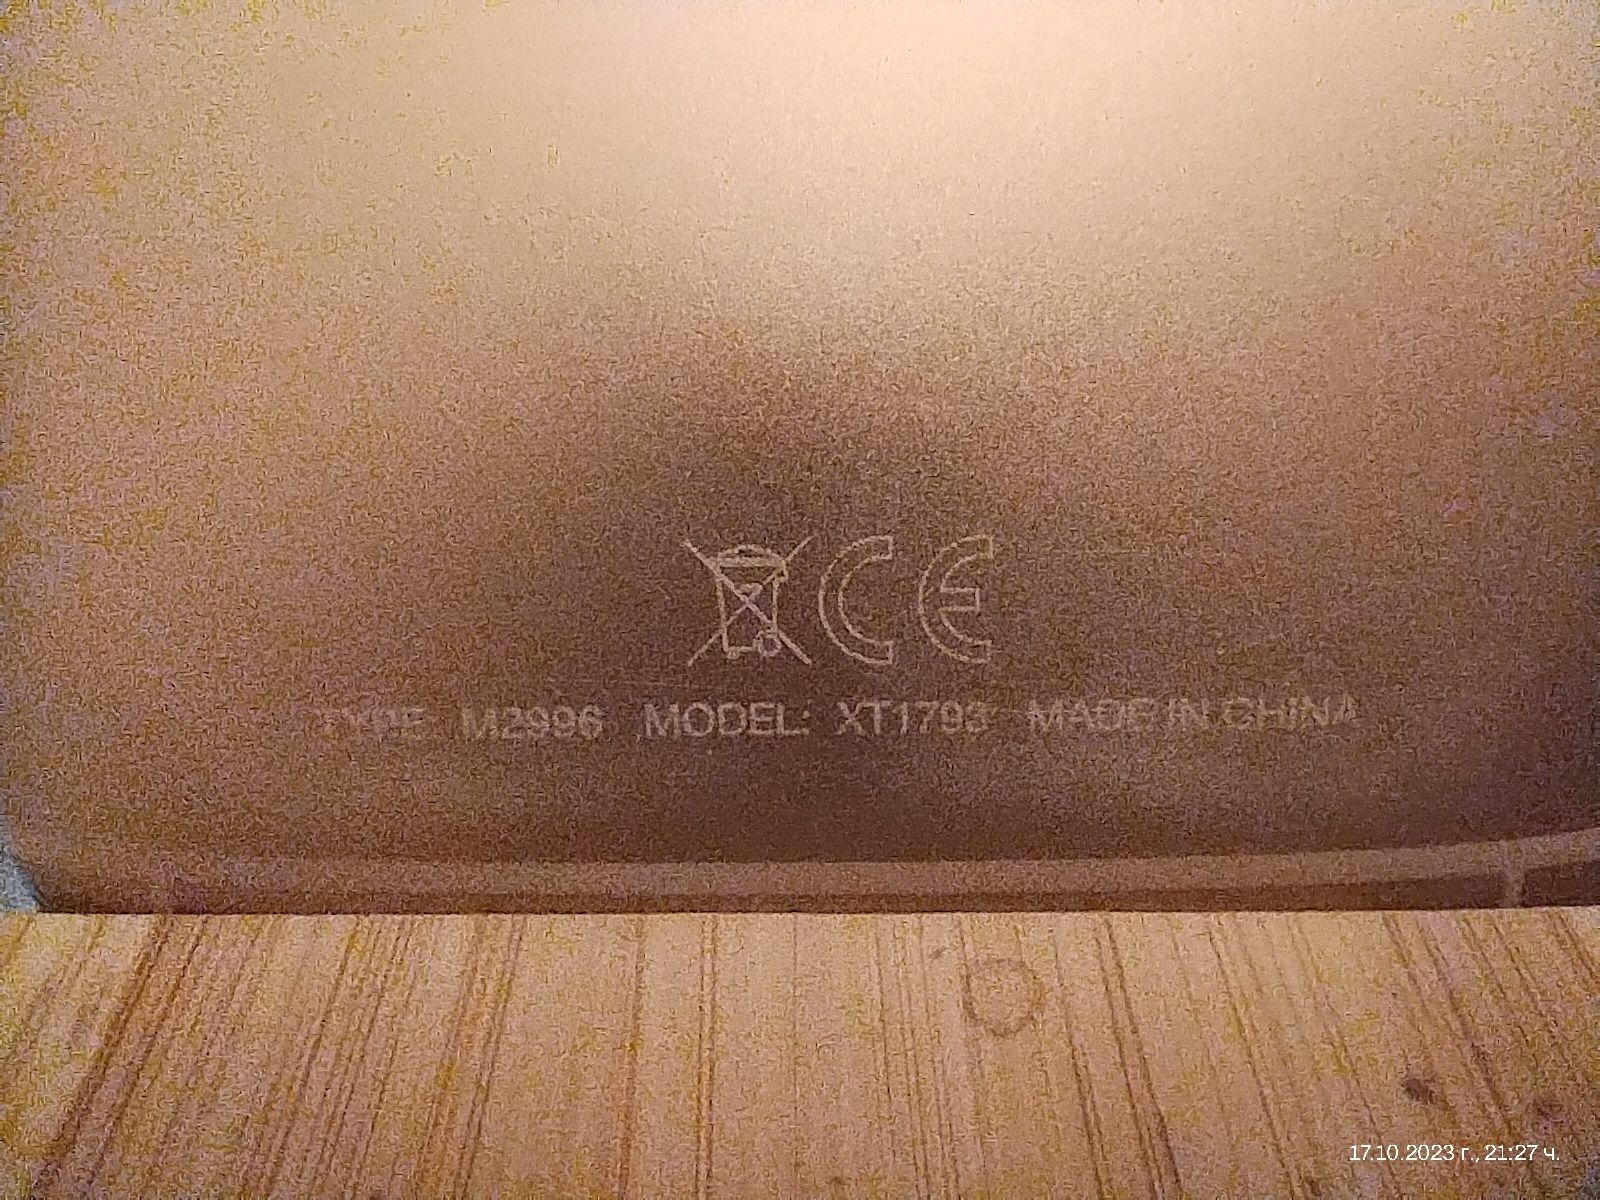 CE
TYPE: M2996 MODEL: XT1793 MADE IN CHINA
17.10.2023 г., 21:27 ч.